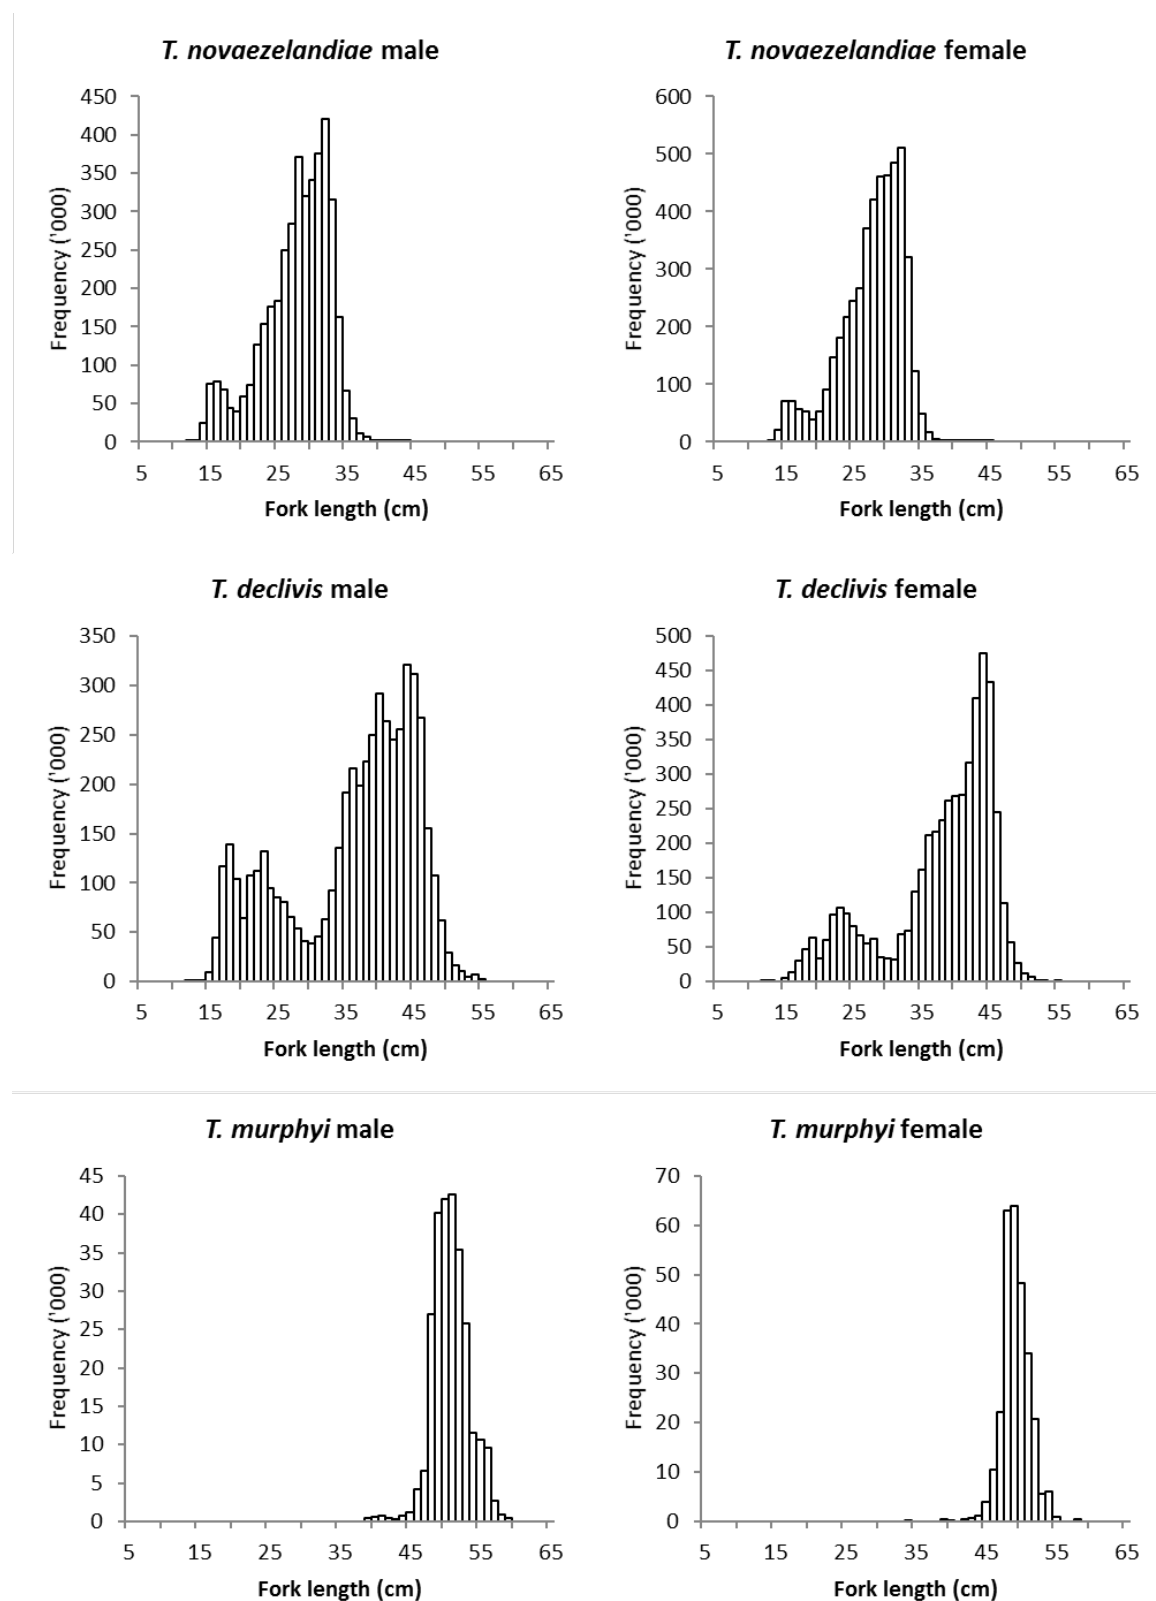 T. novaezelandiae male
450
400
350
300
250
200
150
100
50
0
Frequency ('000)
5 15 25 35 45 55 65
Fork length (cm)
T. novaezelandiae female
600
500
400
300
200
100
0
Frequency ('000)
5 15 25 35 45 55 65
Fork length (cm)
T. declivis male
350
300
250
200
150
100
50
0
Frequency ('000)
5 15 25 35 45 55 65
Fork length (cm)
T. declivis female
500
450
400
350
300
250
200
150
100
50
0
Frequency ('000)
5 15 25 35 45 55 65
Fork length (cm)
T. murphyi male
45
40
35
30
25
20
15
10
5
0
Frequency ('000)
5 15 25 35 45 55 65
Fork length (cm)
T. murphyi female
70
60
50
40
30
20
10
0
Frequency ('000)
5 15 25 35 45 55 65
Fork length (cm)